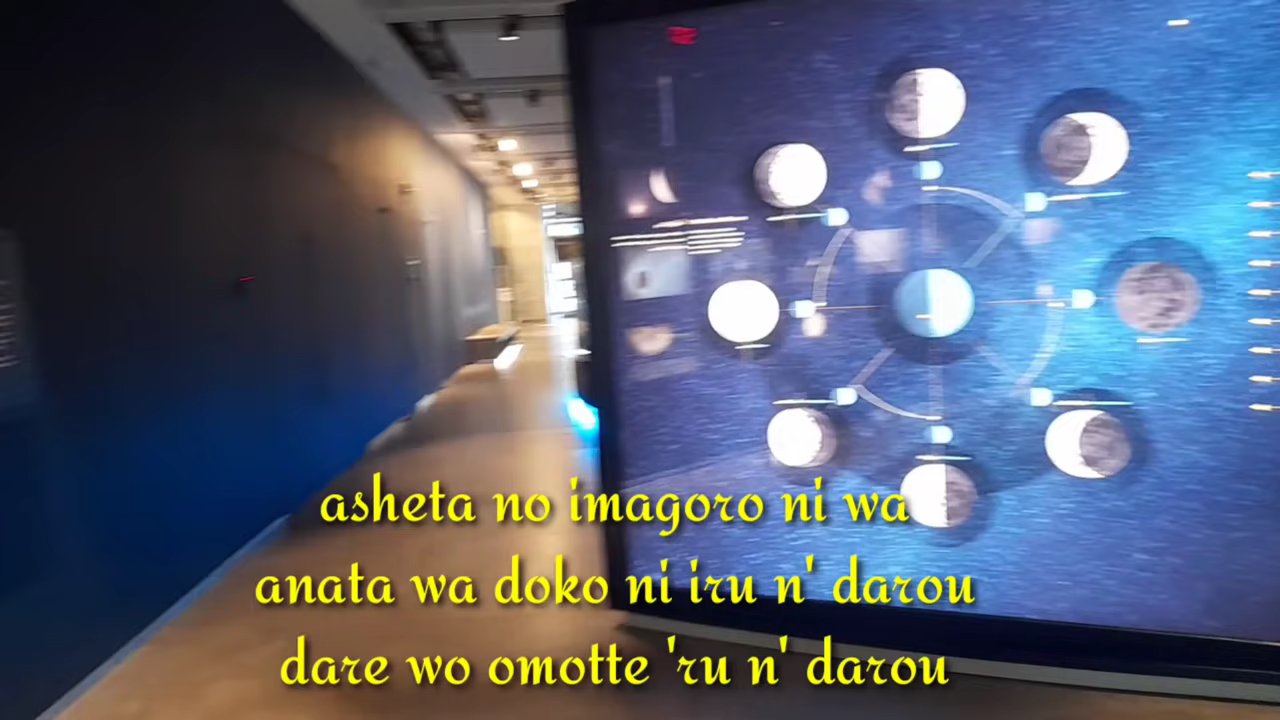 asheta no imagoro ni wa
anata wa doko ni iru n' darou
dare wo omotte 'ru n' darou